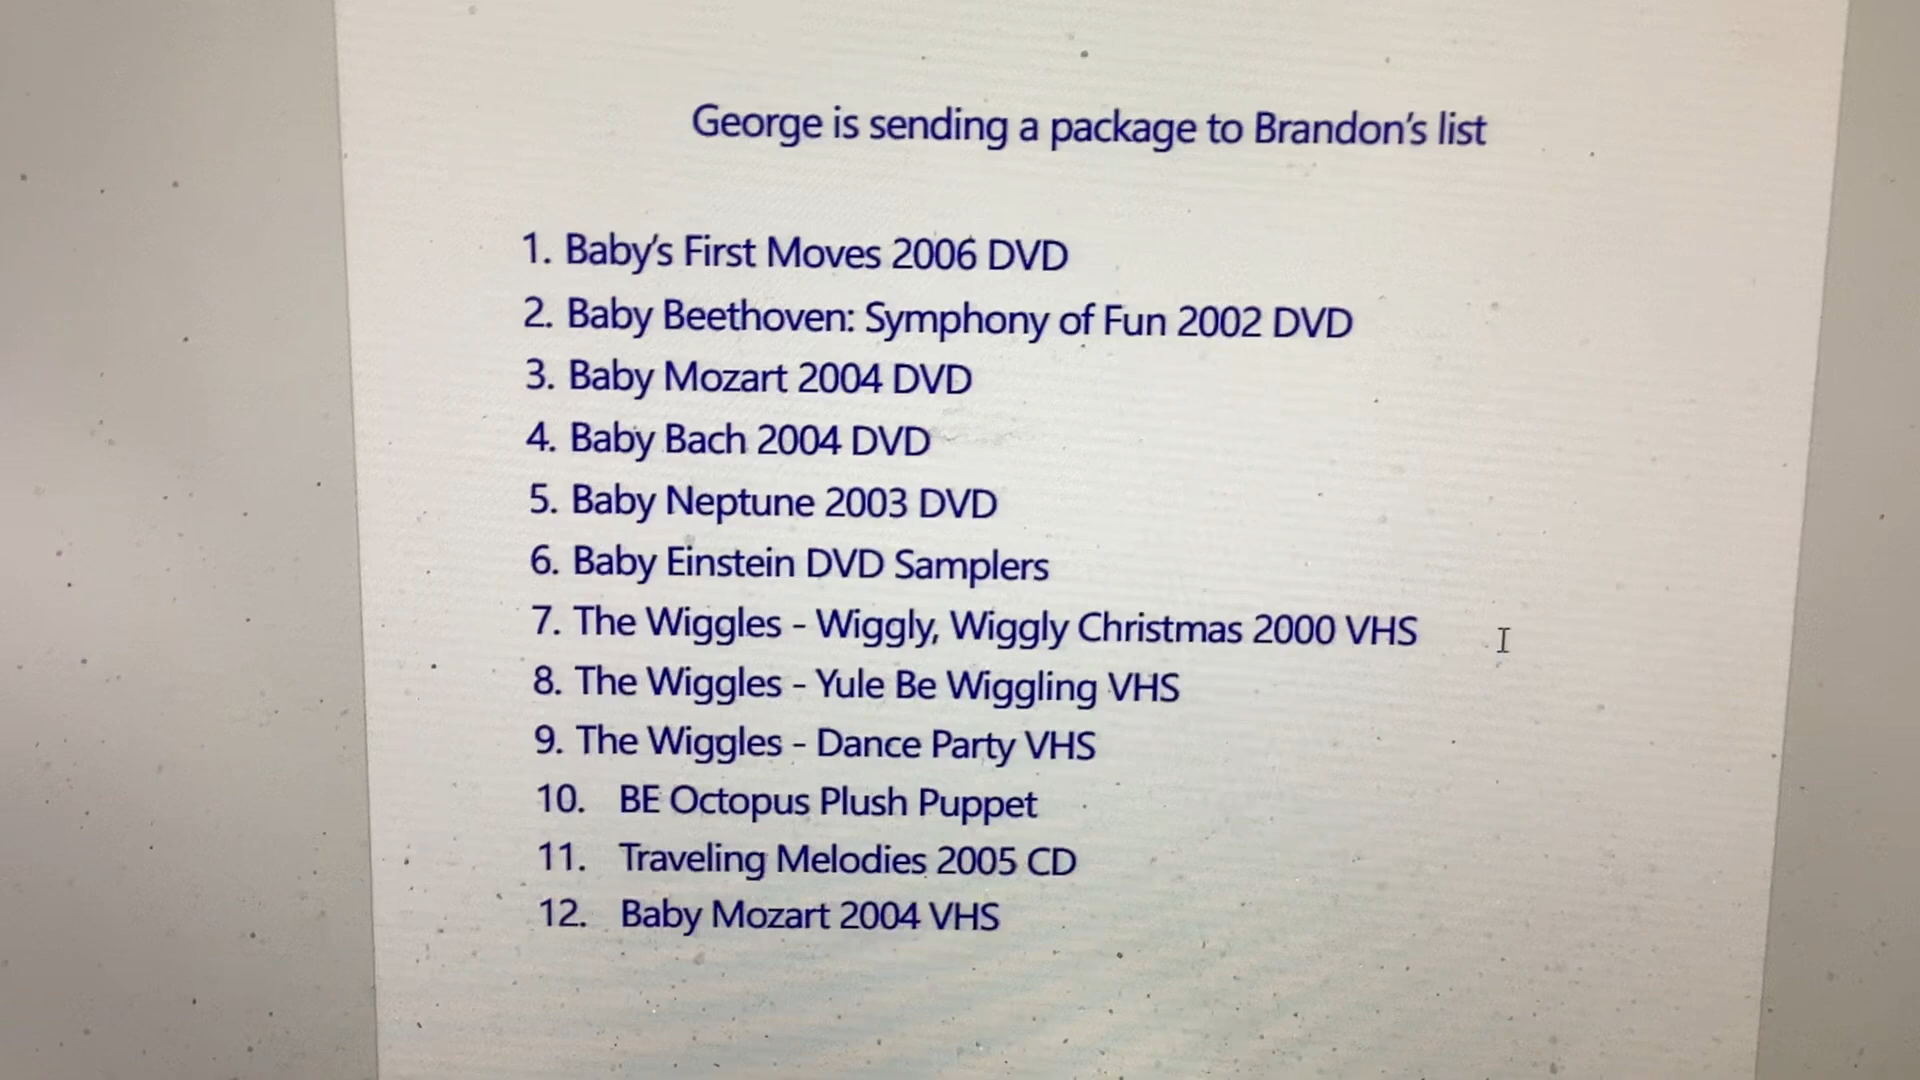 George is sending a package to Brandon's list
1. Baby's First Moves 2006 DVD
2. Baby Beethoven: Symphony of Fun 2002 DVD
3. Baby Mozart 2004 DVD
4. Baby Bach 2004 DVD
5. Baby Neptune 2003 DVD
6. Baby Einstein DVD Samplers
7. The Wiggles - Wiggly, Wiggly Christmas 2000 VHS
8. The Wiggles - Yule Be Wiggling VHS
9. The Wiggles - Dance Party VHS
10. BE Octopus Plush Puppet
11. Traveling Melodies 2005 CD
12. Baby Mozart 2004 VHS